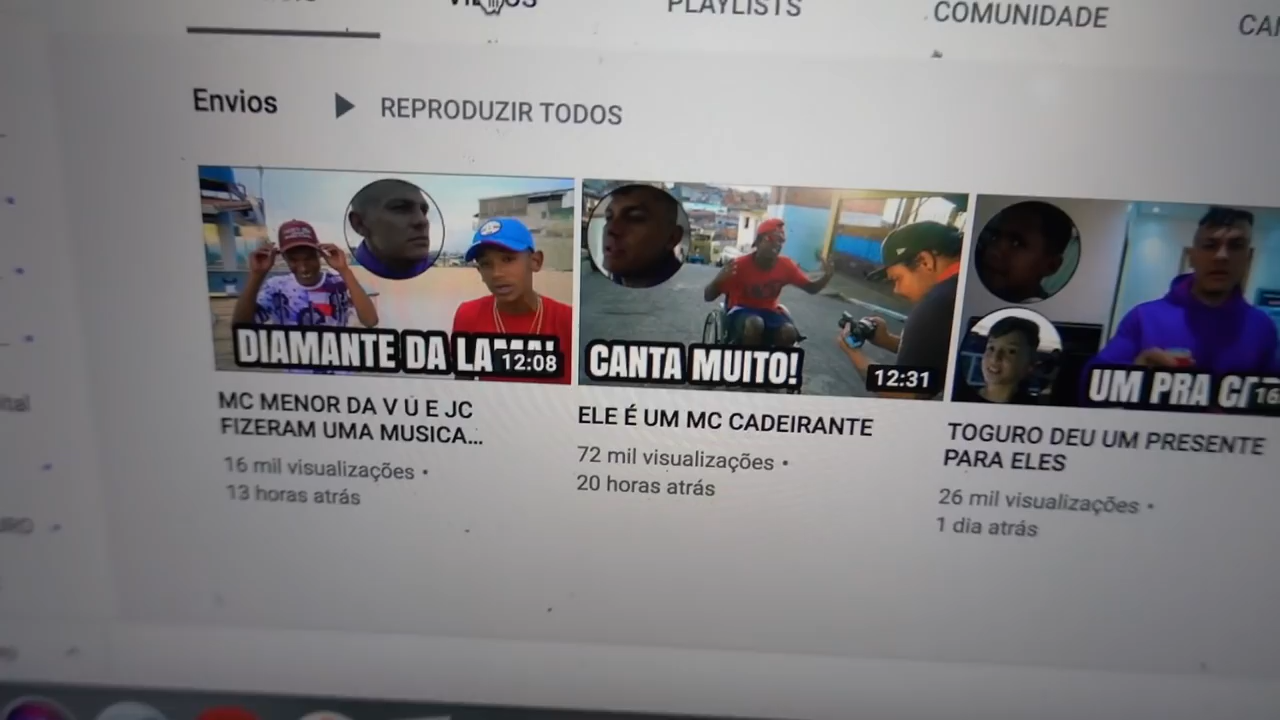 PLAYLISTS
COMUNIDADE
Envios
REPRODUZIR TODOS
DIAMANTE DA
12:08
CANTA MUITO!
12:31
UM PRA
MC MENOR DA V U E JC
FIZERAM UMA MUSICA...
16 mil visualizações •
13 horas atrás
ELE É UM MC CADEIRANTE
72 mil visualizações •
20 horas atrás
TOGURO DEU UM PRESENTE
PARA ELES
26 mil visualizações •
1 dia atrás